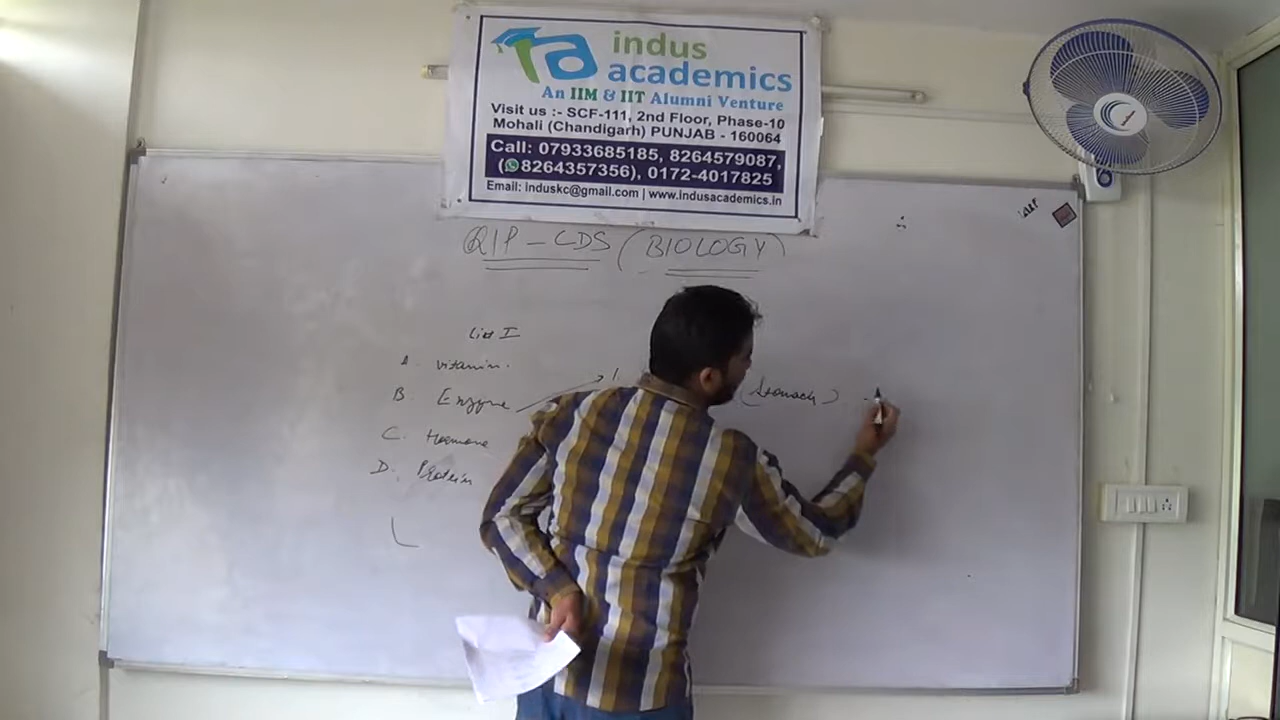 indus
academics
An IIM & IIT Alumni Venture
Visit us :- SCF-111, 2nd Floor, Phase-10
Mohali (Chandigarh) PUNJAB - 160064
Call: 07933685185, 8264579087,
(8264357356), 0172-4017825
Email: induskc@gmail.com | www.indusacademics.in
QIP - CDS (BIOLOGY)
List I
A. Vitamin.
B. Enzyme 1. (Stomach)
C. Hormone
D. Protein